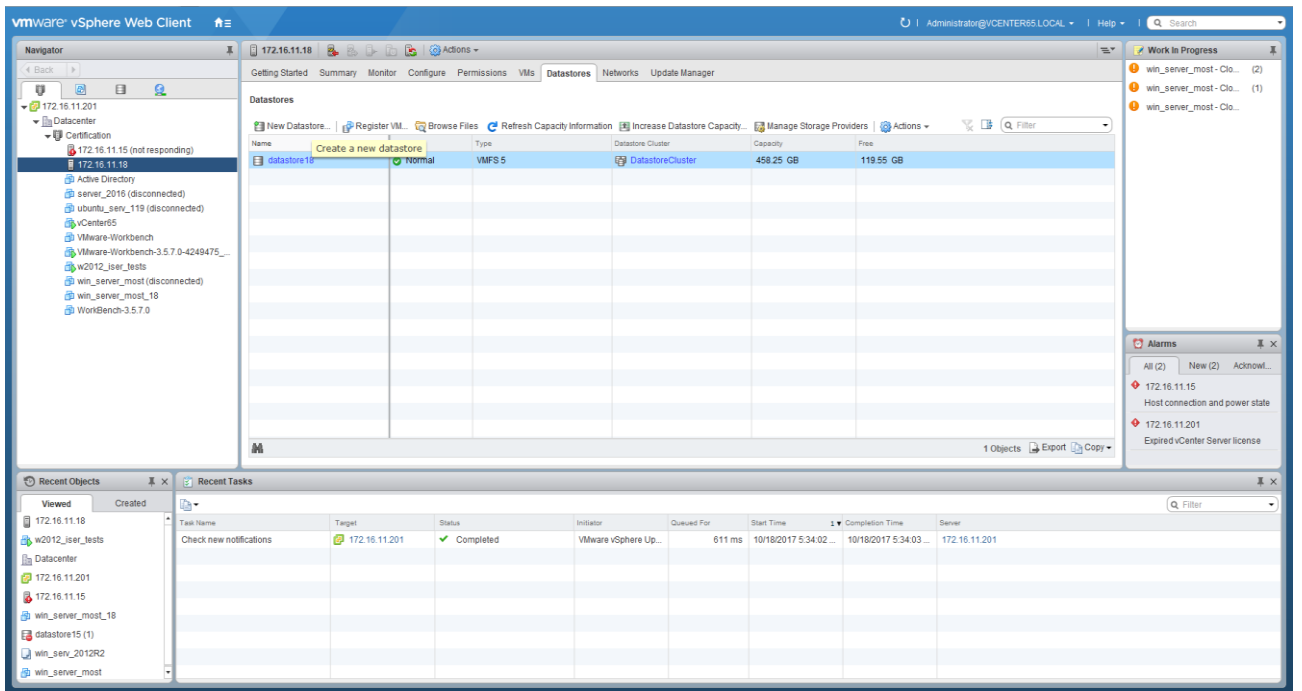 vmware® vSphere Web Client
Administrator@VCENTER65.LOCAL
Help
Search
Navigator
Back
172.16.11.201
Datacenter
Certification
172.16.11.15 (not responding)
172.16.11.18
Active Directory
server_2016 (disconnected)
ubuntu_serv_119 (disconnected)
vCenter65
VMware-Workbench
VMware-Workbench-3.5.7.0-4249475_...
w2012_iser_tests
win_server_most (disconnected)
win_server_most_18
WorkBench-3.5.7.0
172.16.11.18 Actions
Getting Started Summary Monitor Configure Permissions VMs Datastores Networks Update Manager
Datastores
New Datastore... Register VM... Browse Files Refresh Capacity Information Increase Datastore Capacity... Manage Storage Providers Actions Filter
Name Type Datastore Cluster Capacity Free
Create a new datastore
datastore18 Normal VMFS 5 DatastoreCluster 458.25 GB 119.55 GB
1 Objects Export Copy
Work In Progress
win_server_most - Clo... (2)
win_server_most - Clo... (1)
win_server_most - Clo...
Alarms
All (2) New (2) Acknowl...
172.16.11.15
Host connection and power state
172.16.11.201
Expired vCenter Server license
Recent Objects
Viewed Created
172.16.11.18
w2012_iser_tests
Datacenter
172.16.11.201
172.16.11.15
win_server_most_18
datastore15 (1)
win_serv_2012R2
win_server_most
Recent Tasks
Filter
Task Name Target Status Initiator Queued For Start Time 1 Completion Time Server
Check new notifications 172.16.11.201 Completed VMware vSphere Up... 611 ms 10/18/2017 5:34:02 ... 10/18/2017 5:34:03 ... 172.16.11.201